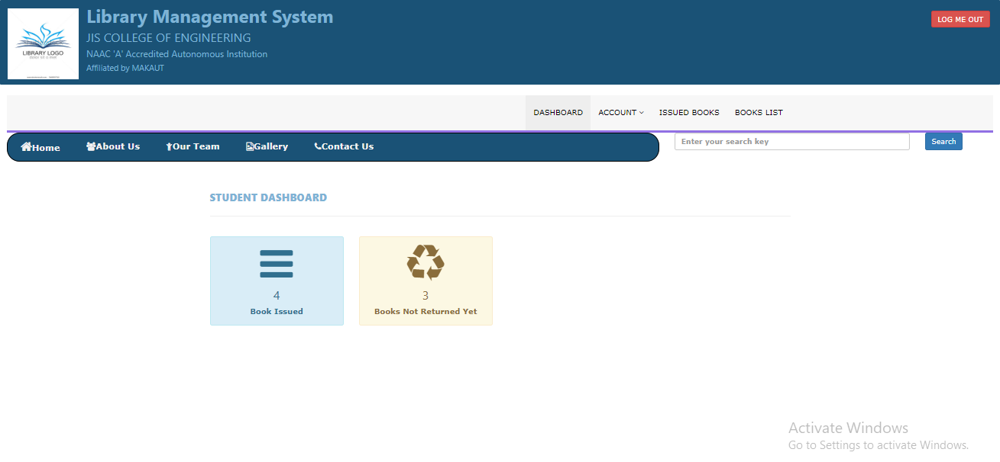 Library Management System
JIS COLLEGE OF ENGINEERING
NAAC 'A' Accredited Autonomous Institution
Affiliated by MAKAUT
LIBRARY LOGO
LOG ME OUT
DASHBOARD ACCOUNT ISSUED BOOKS BOOKS LIST
Home About Us Our Team Gallery Contact Us
Enter your search key Search
STUDENT DASHBOARD
4
Book Issued
3
Books Not Returned Yet
Activate Windows
Go to Settings to activate Windows.